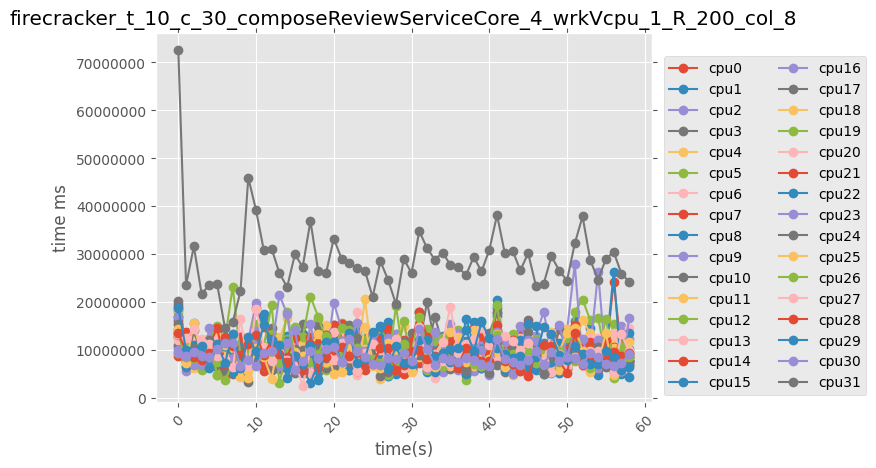 firecracker_t_10_c_30_composeReviewServiceCore_4_wrkVcpu_1_R_200_col_8
70000000
60000000
50000000
40000000
30000000
20000000
10000000
0
time ms
0 10 20 30 40 50 60
time(s)
cpu0 cpu16
cpu1 cpu17
cpu2 cpu18
cpu3 cpu19
cpu4 cpu20
cpu5 cpu21
cpu6 cpu22
cpu7 cpu23
cpu8 cpu24
cpu9 cpu25
cpu10 cpu26
cpu11 cpu27
cpu12 cpu28
cpu13 cpu29
cpu14 cpu30
cpu15 cpu31